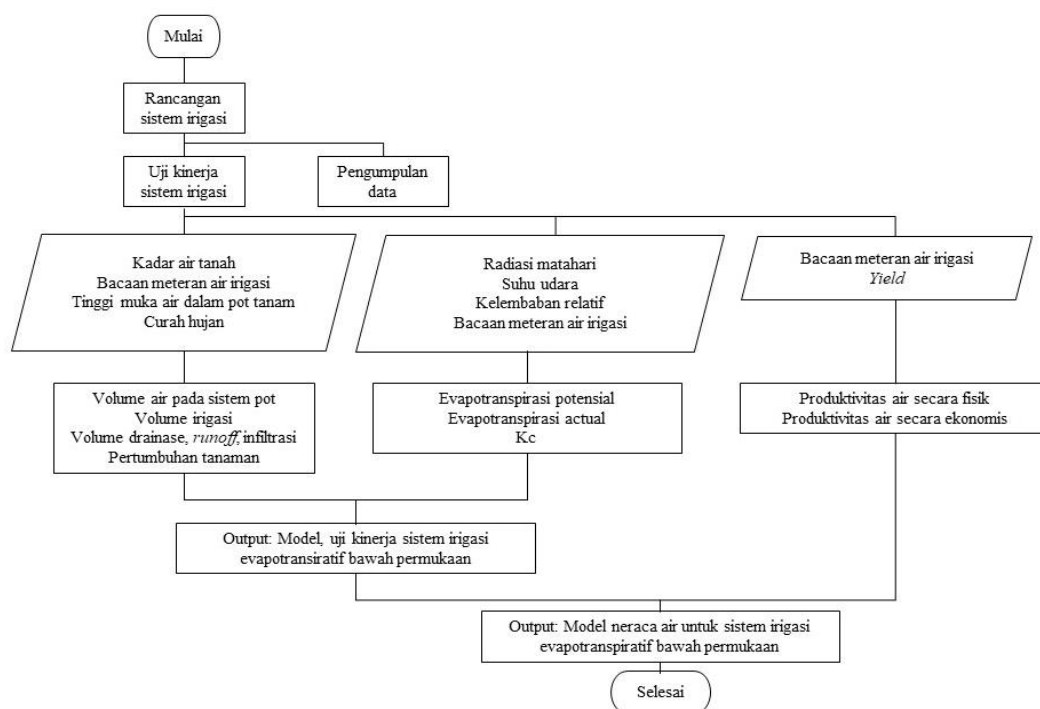 Mulai
Rancangan
sistem irigasi
Uji kinerja
sistem irigasi
Pengumpulan
data
Kadar air tanah
Bacaan meteran air irigasi
Tinggi muka air dalam pot tanam
Curah hujan
Radiasi matahari
Suhu udara
Kelembaban relatif
Bacaan meteran air irigasi
Bacaan meteran air irigasi
Yield
Volume air pada sistem pot
Volume irigasi
Volume drainase, runoff, infiltrasi
Pertumbuhan tanaman
Evapotranspirasi potensial
Evapotranspirasi actual
Kc
Produktivitas air secara fisik
Produktivitas air secara ekonomis
Output: Model, uji kinerja sistem irigasi
evapotransiratif bawah permukaan
Output: Model neraca air untuk sistem irigasi
evapotranspiratif bawah permukaan
Selesai